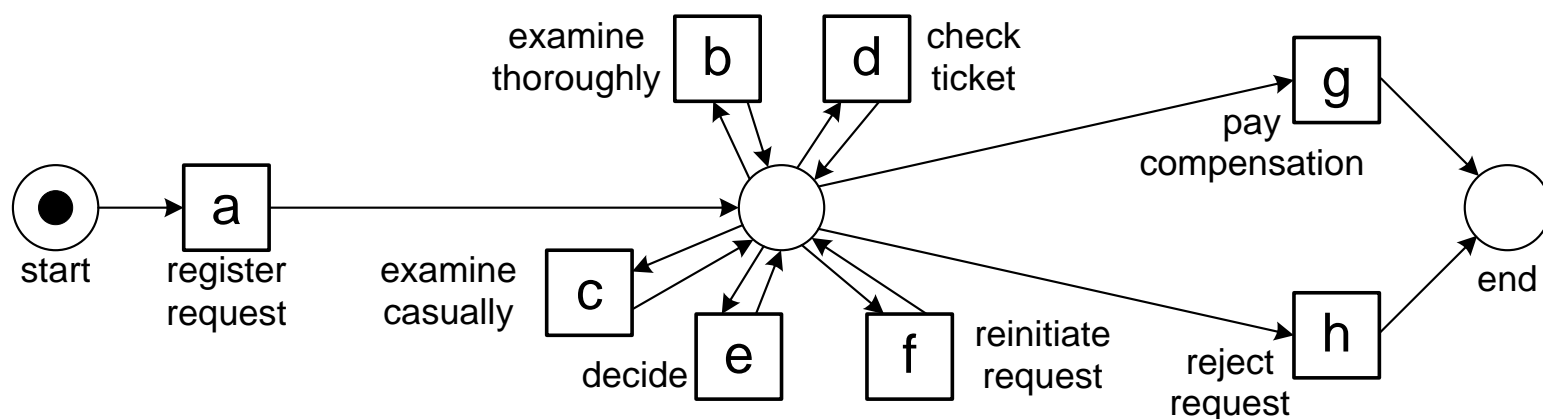 examine
thoroughly
b
d
check
ticket
g
pay
compensation
start
a
register
request
examine
casually
c
decide
e
f
reinitiate
request
reject
request
h
end